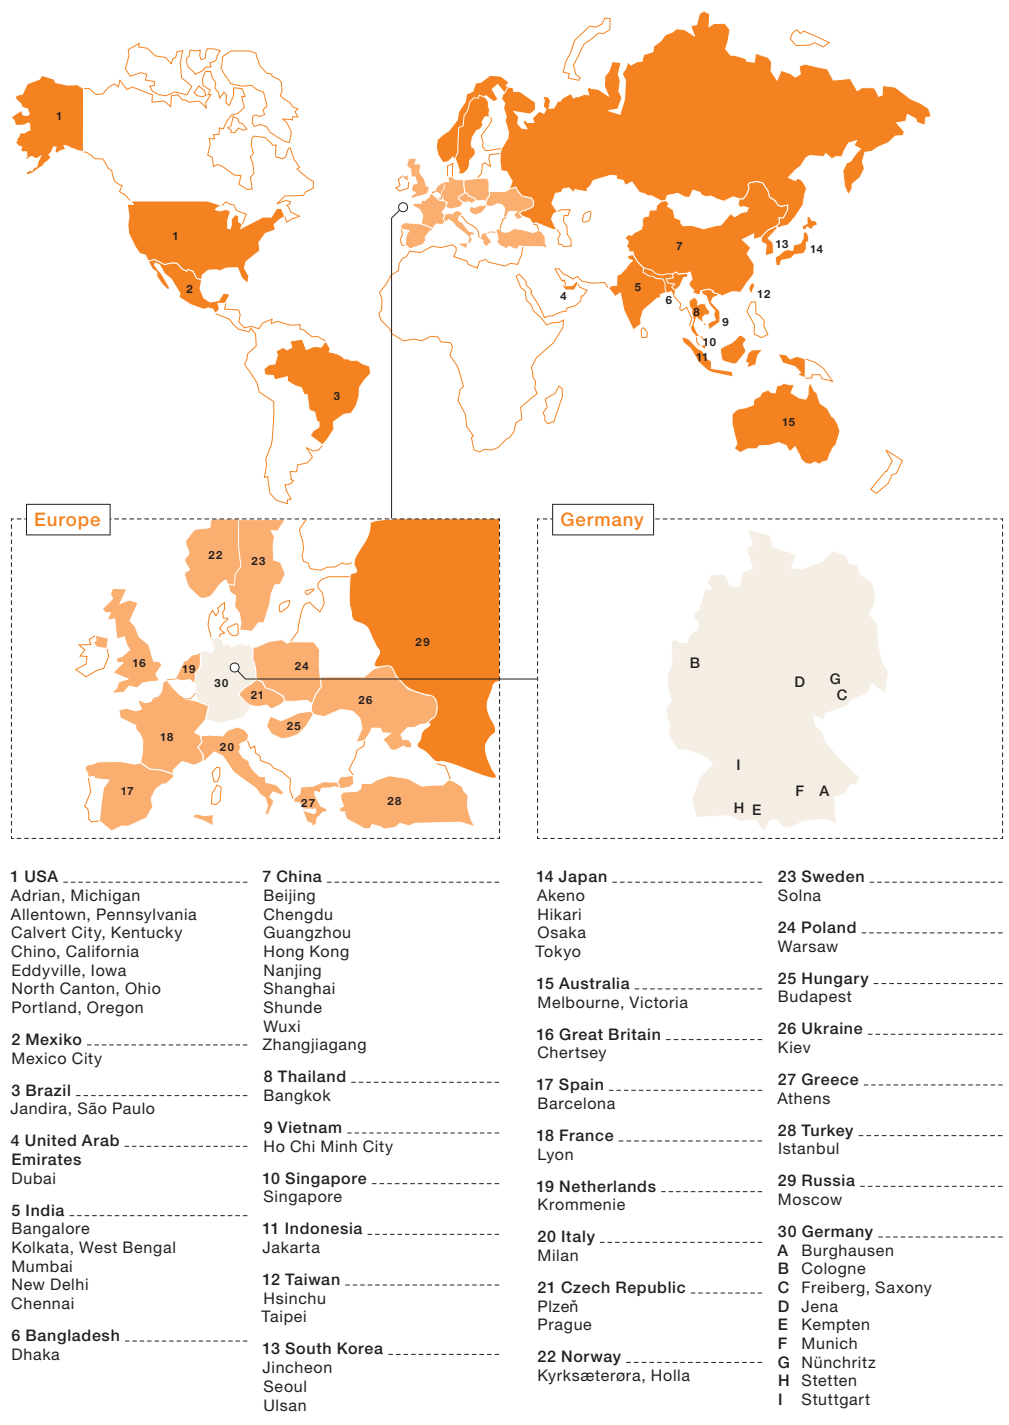 1
1
2
3
4
5
6
7
8
9
10
11
12
13
14
15
Europe
22
23
29
16
19
30
24
21
26
25
18
20
17
27
28
Germany
B
D
G
C
I
F
A
H
E
1 USA
Adrian, Michigan
Allentown, Pennsylvania
Calvert City, Kentucky
Chino, California
Eddyville, Iowa
North Canton, Ohio
Portland, Oregon
2 Mexiko
Mexico City
3 Brazil
Jandira, São Paulo
4 United Arab
Emirates
Dubai
5 India
Bangalore
Kolkata, West Bengal
Mumbai
New Delhi
Chennai
6 Bangladesh
Dhaka
7 China
Beijing
Chengdu
Guangzhou
Hong Kong
Nanjing
Shanghai
Shunde
Wuxi
Zhangjiagang
8 Thailand
Bangkok
9 Vietnam
Ho Chi Minh City
10 Singapore
Singapore
11 Indonesia
Jakarta
12 Taiwan
Hsinchu
Taipei
13 South Korea
Jincheon
Seoul
Ulsan
14 Japan
Akeno
Hikari
Osaka
Tokyo
15 Australia
Melbourne, Victoria
16 Great Britain
Chertsey
17 Spain
Barcelona
18 France
Lyon
19 Netherlands
Krommenie
20 Italy
Milan
21 Czech Republic
Plzeň
Prague
22 Norway
Kyrksæterøra, Holla
23 Sweden
Solna
24 Poland
Warsaw
25 Hungary
Budapest
26 Ukraine
Kiev
27 Greece
Athens
28 Turkey
Istanbul
29 Russia
Moscow
30 Germany
A Burghausen
B Cologne
C Freiberg, Saxony
D Jena
E Kempten
F Munich
G Nünchritz
H Stetten
I Stuttgart